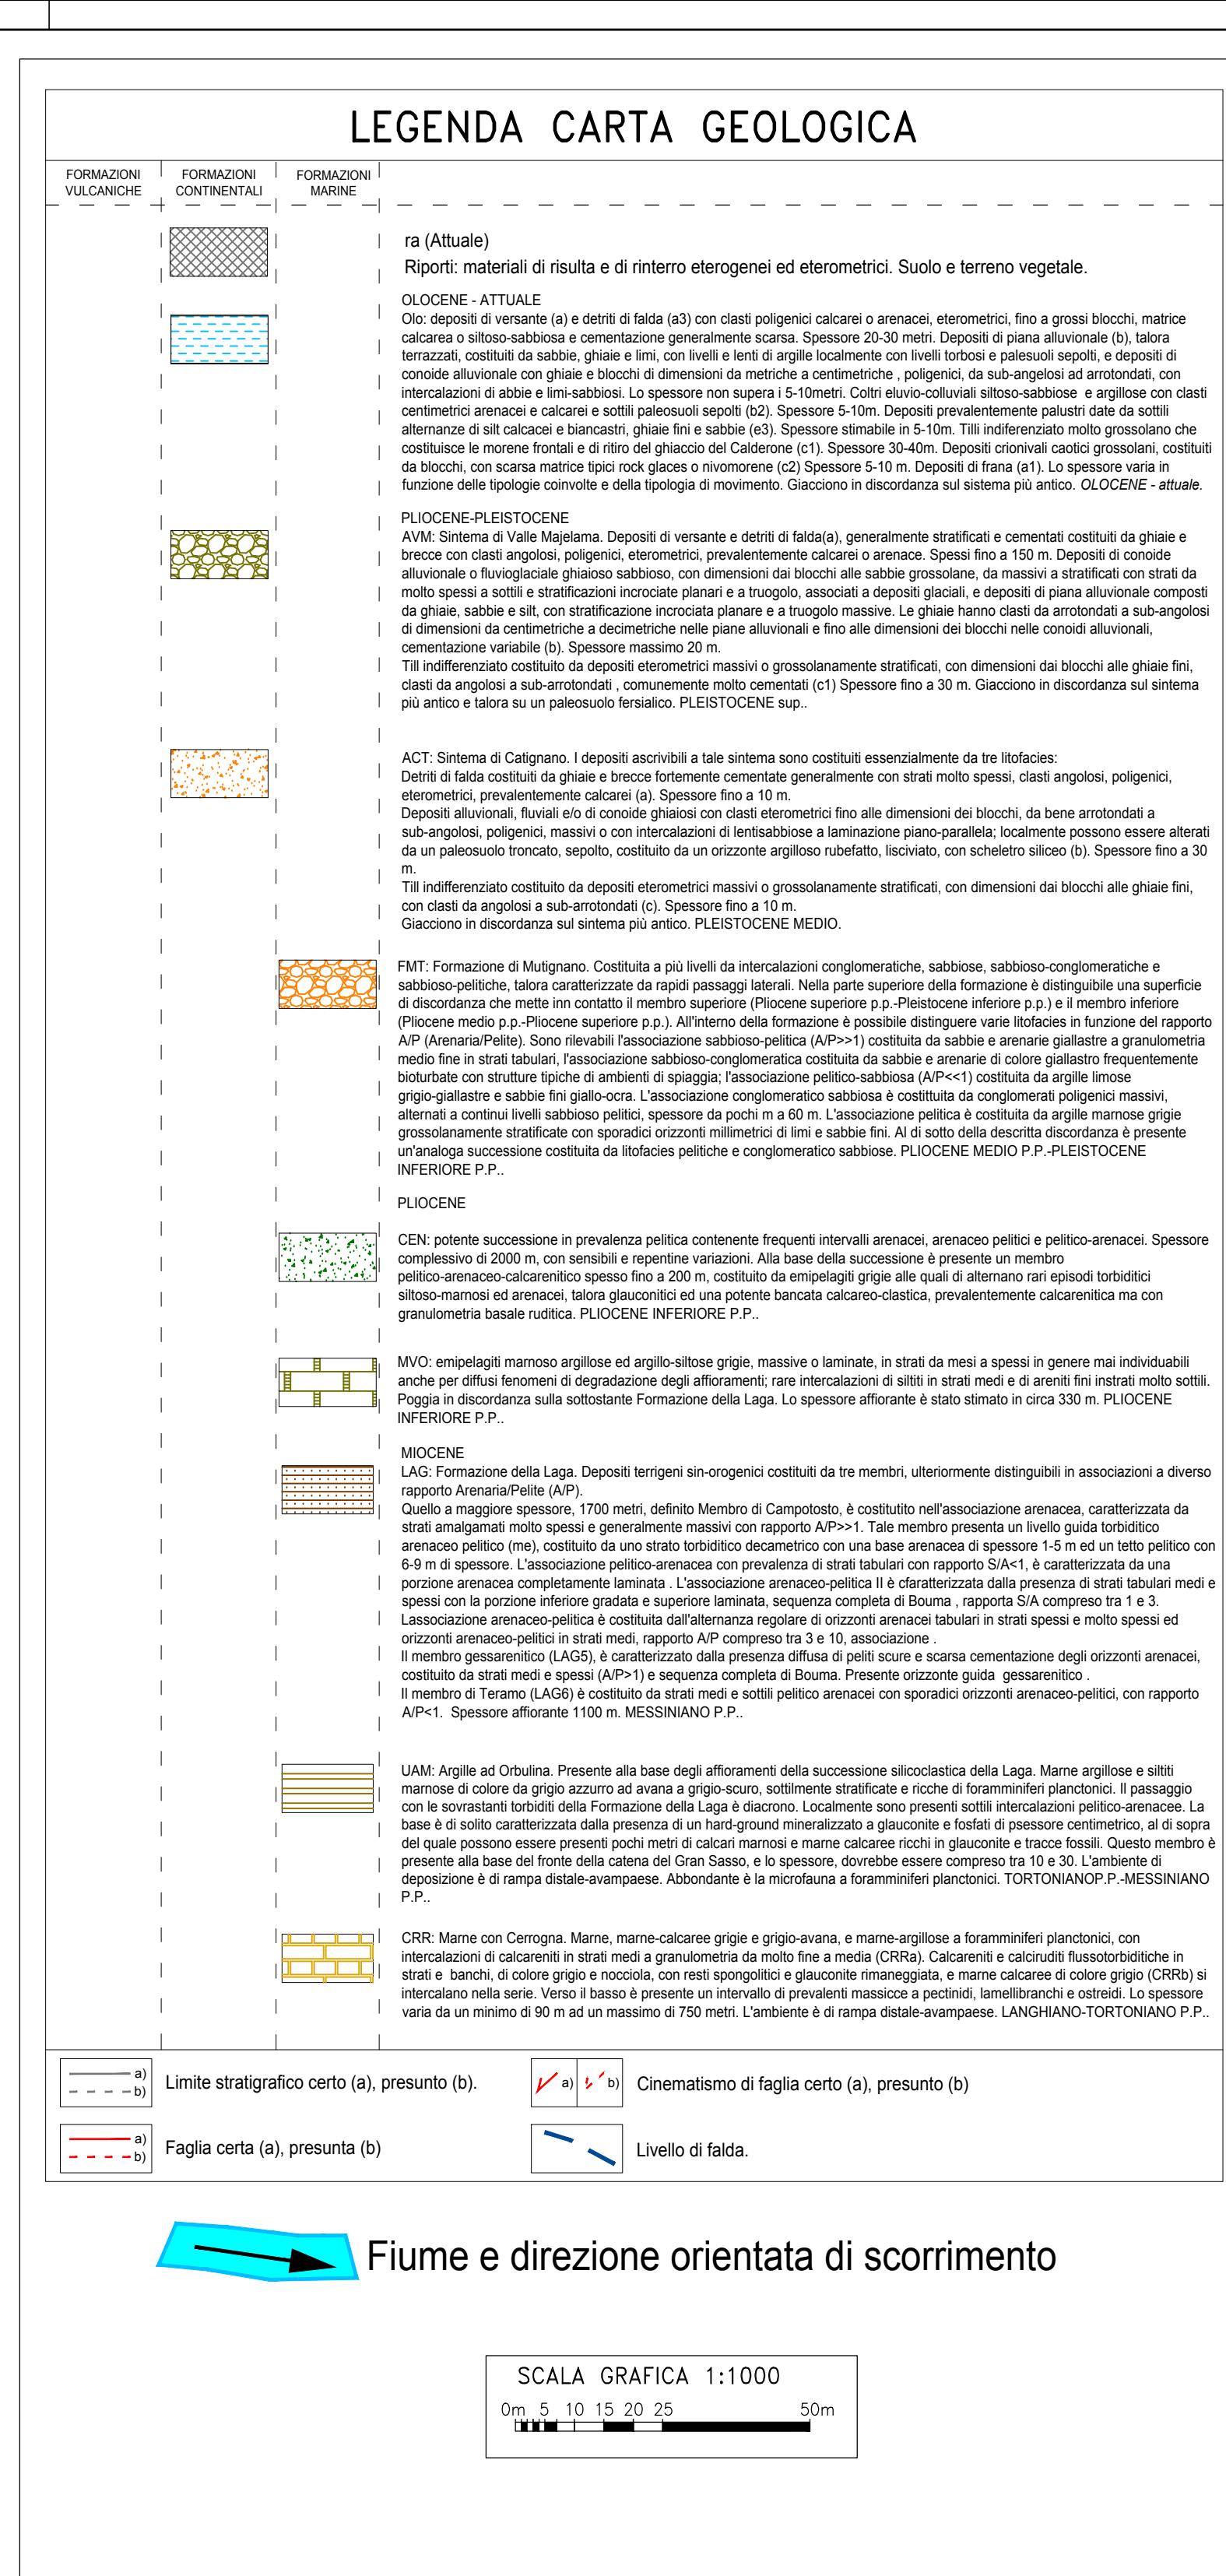 LEGENDA CARTA GEOLOGICA
FORMAZIONI
VULCANICHE
FORMAZIONI
CONTINENTALI
FORMAZIONI
MARINE
ra (Attuale)
Riporti: materiali di risulta e di rinterro eterogenei ed eterometrici. Suolo e terreno vegetale.
OLOCENE - ATTUALE
Olo: depositi di versante (a) e detriti di falda (a3) con clasti poligenici calcarei o arenacei, eterometrici, fino a grossi blocchi, matrice
calcarea o siltoso-sabbiosa e cementazione generalmente scarsa. Spessore 20-30 metri. Depositi di piana alluvionale (b), talora
terrazzati, costituiti da sabbie, ghiaie e limi, con livelli e lenti di argille localmente con livelli torbosi e palesuoli sepolti, e depositi di
conoide alluvionale con ghiaie e blocchi di dimensioni da metriche a centimetriche , poligenici, da sub-angelosi ad arrotondati, con
intercalazioni di abbie e limi-sabbiosi. Lo spessore non supera i 5-10metri. Coltri eluvio-colluviali siltoso-sabbiose  e argillose con clasti
centimetrici arenacei e calcarei e sottili paleosuoli sepolti (b2). Spessore 5-10m. Depositi prevalentemente palustri date da sottili
alternanze di silt calcacei e biancastri, ghiaie fini e sabbie (e3). Spessore stimabile in 5-10m. Tilli indiferenziato molto grossolano che
costituisce le morene frontali e di ritiro del ghiaccio del Calderone (c1). Spessore 30-40m. Depositi crionivali caotici grossolani, costituiti
da blocchi, con scarsa matrice tipici rock glaces o nivomorene (c2) Spessore 5-10 m. Depositi di frana (a1). Lo spessore varia in
funzione delle tipologie coinvolte e della tipologia di movimento. Giacciono in discordanza sul sistema più antico. OLOCENE - attuale.
PLIOCENE-PLEISTOCENE
AVM: Sintema di Valle Majelama. Depositi di versante e detriti di falda(a), generalmente stratificati e cementati costituiti da ghiaie e
brecce con clasti angolosi, poligenici, eterometrici, prevalentemente calcarei o arenacei. Spessi fino a 150 m. Depositi di conoide
alluvionale o fluvioglaciale ghiaioso sabbioso, con dimensioni dai blocchi alle sabbie grossolane, da massivi a stratificati con strati da
molto spessi a sottili e stratificazioni incrociate planari e a truogolo, associati a depositi glaciali, e depositi di piana alluvionale composti
da ghiaie, sabbie e silt, con stratificazione incrociata planare e a truogolo massive. Le ghiaie hanno clasti da arrotondati a sub-angolosi
di dimensioni da centimetriche a decimetriche nelle piane alluvionali e fino alle dimensioni dei blocchi nelle conoidi alluvionali,
cementazione variabile (b). Spessore massimo 20 m.
Till indifferenziato costituito da depositi eterometrici massivi o grossolanamente stratificati, con dimensioni dai blocchi alle ghiaie fini,
clasti da angolosi a sub-arrotondati , comunemente molto cementati (c1) Spessore fino a 30 m. Giacciono in discordanza sul sintema
più antico e talora su un paleosuolo fersialico. PLEISTOCENE sup..
ACT: Sintema di Catignano. I depositi ascrivibili a tale sintema sono costituiti essenzialmente da tre litofacies:
Detriti di falda costituiti da ghiaie e brecce fortemente cementate generalmente con strati molto spessi, clasti angolosi, poligenici,
eterometrici, prevalentemente calcarei (a). Spessore fino a 10 m.
Depositi alluvionali, fluviali e/o di conoide ghiaiosi con clasti eterometrici fino alle dimensioni dei blocchi, da bene arrotondati a
sub-angolosi, poligenici, massivi o con intercalazioni di lentisabbiose a laminazione piano-parallela; localmente possono essere alterati
da un paleosuolo troncato, sepolto, costituito da un orizzonte argilloso rubefatto, lisciviato, con scheletro siliceo (b). Spessore fino a 30
m.
Till indifferenziato costituito da depositi eterometrici massivi o grossolanamente stratificati, con dimensioni dai blocchi alle ghiaie fini,
con clasti da angolosi a sub-arrotondati (c). Spessore fino a 10 m.
Giacciono in discordanza sul sintema più antico. PLEISTOCENE MEDIO.
FMT: Formazione di Mutignano. Costituita a più livelli da intercalazioni conglomeratiche, sabbiose, sabbioso-conglomeratiche e
sabbioso-pelitiche, talora caratterizzate da rapidi passaggi laterali. Nella parte superiore della formazione è distinguibile una superficie
di discordanza che mette inn contatto il membro superiore (Pliocene superiore p.p.-Pleistocene inferiore p.p.) e il membro inferiore
(Pliocene medio p.p.-Pliocene superiore p.p.). All'interno della formazione è possibile distinguere varie litofacies in funzione del rapporto
A/P (Arenaria/Pelite). Sono rilevabili l'associazione sabbioso-pelitica (A/P>>1) costituita da sabbie e arenarie giallastre a granulometria
medio fine in strati tabulari, l'associazione sabbioso-conglomeratica costituita da sabbie e arenarie di colore giallastro frequentemente
bioturbate con strutture tipiche di ambienti di spiaggia; l'associazione pelitico-sabbiosa (A/P<<1) costituita da argille limose
grigio-giallastre e sabbie fini giallo-ocra. L'associazione conglomeratico sabbiosa è costittuita da conglomerati poligenici massivi,
alternati a continui livelli sabbioso pelitici, spessore da pochi m a 60 m. L'associazione pelitica è costituita da argille marnose grigie
grossolanamente stratificate con sporadici orizzonti millimetrici di limi e sabbie fini. Al di sotto della descritta discordanza è presente
un'analoga successione costituita da litofacies pelitiche e conglomeratico sabbiose. PLIOCENE MEDIO P.P.-PLEISTOCENE
INFERIORE P.P..
PLIOCENE
CEN: potente successione in prevalenza pelitica contenente frequenti intervalli arenacei, arenaceo pelitici e pelitico-arenacei. Spessore
complessivo di 2000 m, con sensibili e repentine variazioni. Alla base della successione è presente un membro
pelitico-arenaceo-calcarenitico spesso fino a 200 m, costituito da emipelagiti grigie alle quali di alternano rari episodi torbiditici
siltoso-marnosi ed arenacei, talora glauconitici ed una potente bancata calcareo-clastica, prevalentemente calcarenitica ma con
granulometria basale ruditica. PLIOCENE INFERIORE P.P..
MVO: emipelagiti marnoso argillose ed argillo-siltose grigie, massive o laminate, in strati da mesi a spessi in genere mai individuabili
anche per diffusi fenomeni di degradazione degli affioramenti; rare intercalazioni di siltiti in strati medi e di areniti fini instrati molto sottili.
Poggia in discordanza sulla sottostante Formazione della Laga. Lo spessore affiorante è stato stimato in circa 330 m. PLIOCENE
INFERIORE P.P..
MIOCENE
LAG: Formazione della Laga. Depositi terrigeni sin-orogenici costituiti da tre membri, ulteriormente distinguibili in associazioni a diverso
rapporto Arenaria/Pelite (A/P).
Quello a maggiore spessore, 1700 metri, definito Membro di Campotosto, è costitutito nell'associazione arenacea, caratterizzata da
strati amalgamati molto spessi e generalmente massivi con rapporto A/P>>1. Tale membro presenta un livello guida torbiditico
arenaceo pelitico (me), costituito da uno strato torbiditico decametrico con una base arenacea di spessore 1-5 m ed un tetto pelitico con
6-9 m di spessore. L'associazione pelitico-arenacea con prevalenza di strati tabulari con rapporto S/A<1, è caratterizzata da una
porzione arenacea completamente laminata . L'associazione arenaceo-pelitica II è cfaratterizzata dalla presenza di strati tabulari medi e
spessi con la porzione inferiore gradata e superiore laminata, sequenza completa di Bouma , rapporta S/A compreso tra 1 e 3.
Lassociazione arenaceo-pelitica è costituita dall'alternanza regolare di orizzonti arenacei tabulari in strati spessi e molto spessi ed
orizzonti arenaceo-pelitici in strati medi, rapporto A/P compreso tra 3 e 10, associazione .
Il membro gessarenitico (LAG5), è caratterizzato dalla presenza diffusa di peliti scure e scarsa cementazione degli orizzonti arenacei,
costituito da strati medi e spessi (A/P>1) e sequenza completa di Bouma. Presente orizzonte guida  gessarenitico .
Il membro di Teramo (LAG6) è costituito da strati medi e sottili pelitico arenacei con sporadici orizzonti arenaceo-pelitici, con rapporto
A/P<1.  Spessore affiorante 1100 m. MESSINIANO P.P..
UAM: Argille ad Orbulina. Presente alla base degli affioramenti della successione silicoclastica della Laga. Marne argillose e siltiti
marnose di colore da grigio azzurro ad avana a grigio-scuro, sottilmente stratificate e ricche di foramminiferi planctonici. Il passaggio
con le sovrastanti torbiditi della Formazione della Laga è diacrono. Localmente sono presenti sottili intercalazioni pelitico-arenacee. La
base è di solito caratterizzata dalla presenza di un hard-ground mineralizzato a glauconite e fosfati di psessore centimetrico, al di sopra
del quale possono essere presenti pochi metri di calcari marnosi e marne calcaree ricchi in glauconite e tracce fossili. Questo membro è
presente alla base del fronte della catena del Gran Sasso, e lo spessore, dovrebbe essere compreso tra 10 e 30. L'ambiente di
deposizione è di rampa distale-avampaese. Abbondante è la microfauna a foramminiferi planctonici. TORTONIANOP.P.-MESSINIANO
P.P..
CRR: Marne con Cerrogna. Marne, marne-calcaree grigie e grigio-avana, e marne-argillose a foramminiferi planctonici, con
intercalazioni di calcareniti in strati medi a granulometria da molto fine a media (CRRa). Calcareniti e calciruditi flussotorbiditiche in
strati e  banchi, di colore grigio e nocciola, con resti spongolitici e glauconite rimaneggiata, e marne calcaree di colore grigio (CRRb) si
intercalano nella serie. Verso il basso è presente un intervallo di prevalenti massicce a pectinidi, lamellibranchi e ostreidi. Lo spessore
varia da un minimo di 90 m ad un massimo di 750 metri. L'ambiente è di rampa distale-avampaese. LANGHIANO-TORTONIANO P.P..
a)
b)
Limite stratigrafico certo (a), presunto (b).
a) b)
Cinematismo di faglia certo (a), presunto (b)
a)
b)
Faglia certa (a), presunta (b)
Livello di falda.
Fiume e direzione orientata di scorrimento
SCALA GRAFICA 1:1000
0m 5 10 15 20 25 50m